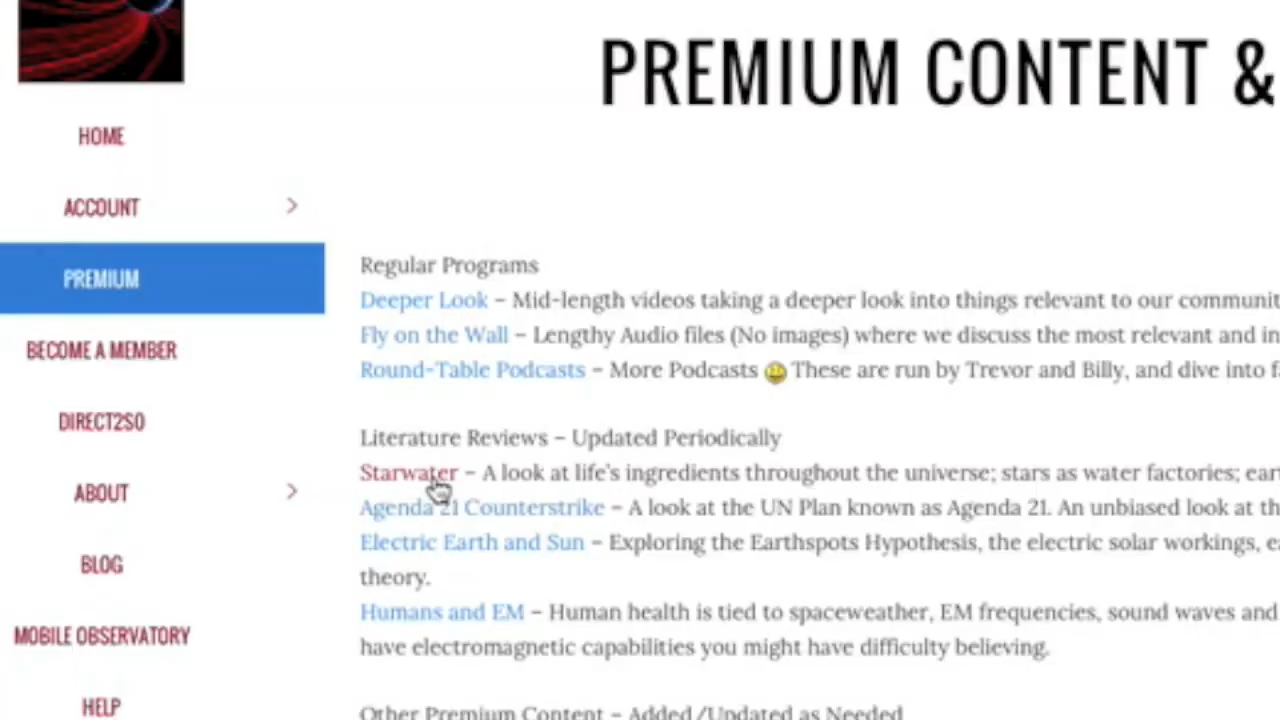 PREMIUM CONTENT &
HOME
ACCOUNT
PREMIUM
BECOME A MEMBER
DIRECT2SO
ABOUT
BLOG
MOBILE OBSERVATORY
HELP
Regular Programs
Deeper Look – Mid-length videos taking a deeper look into things relevant to our communit
Fly on the Wall – Lengthy Audio files (No images) where we discuss the most relevant and in
Round-Table Podcasts – More Podcasts These are run by Trevor and Billy, and dive into f
Literature Reviews – Updated Periodically
Starwater – A look at life's ingredients throughout the universe; stars as water factories; ear
Agenda 21 Counterstrike – A look at the UN Plan known as Agenda 21. An unbiased look at th
Electric Earth and Sun – Exploring the Earthspots Hypothesis, the electric solar workings, ea
theory.
Humans and EM – Human health is tied to spaceweather, EM frequencies, sound waves and
have electromagnetic capabilities you might have difficulty believing.
Other Premium Content – Added/Updated as Needed